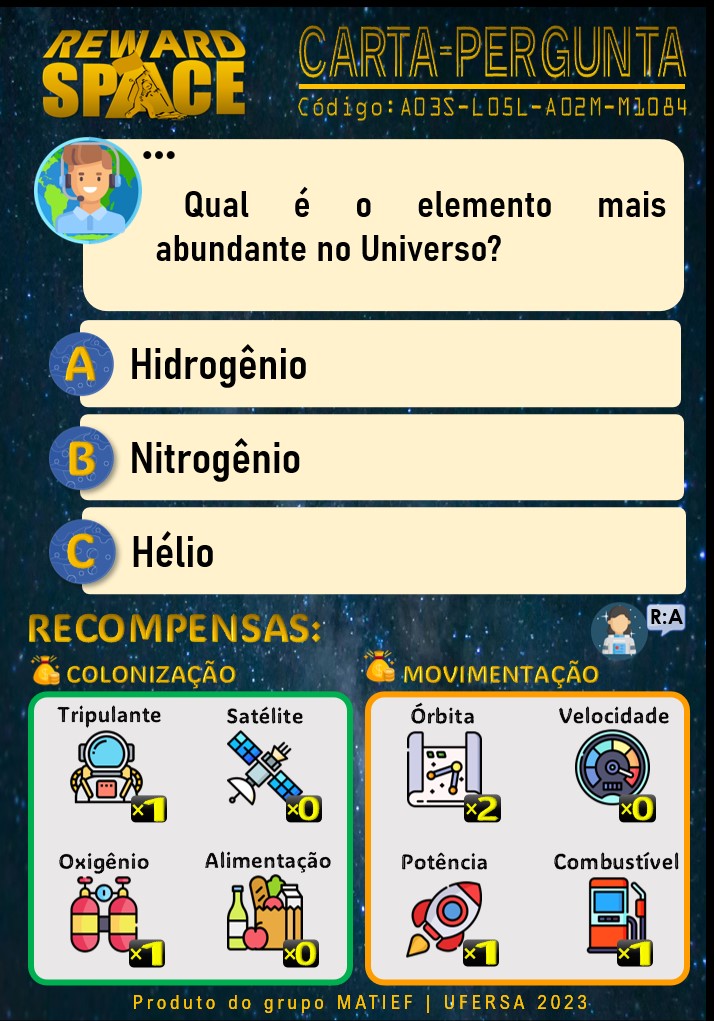 REWARD
SPACE
CARTA-PERGUNTA
Código: A03S-L05L-A02M-M1084
...
Qual é o elemento mais
abundante no Universo?
A Hidrogênio
B Nitrogênio
C Hélio
RECOMPENSAS:
R:A
COLONIZAÇÃO
MOVIMENTAÇÃO
Tripulante Satélite
×1 ×0
Oxigênio Alimentação
×1 ×0
Órbita Velocidade
×2 ×0
Potência Combustível
×1 ×1
Produto do grupo MATIEF | UFERSA 2023